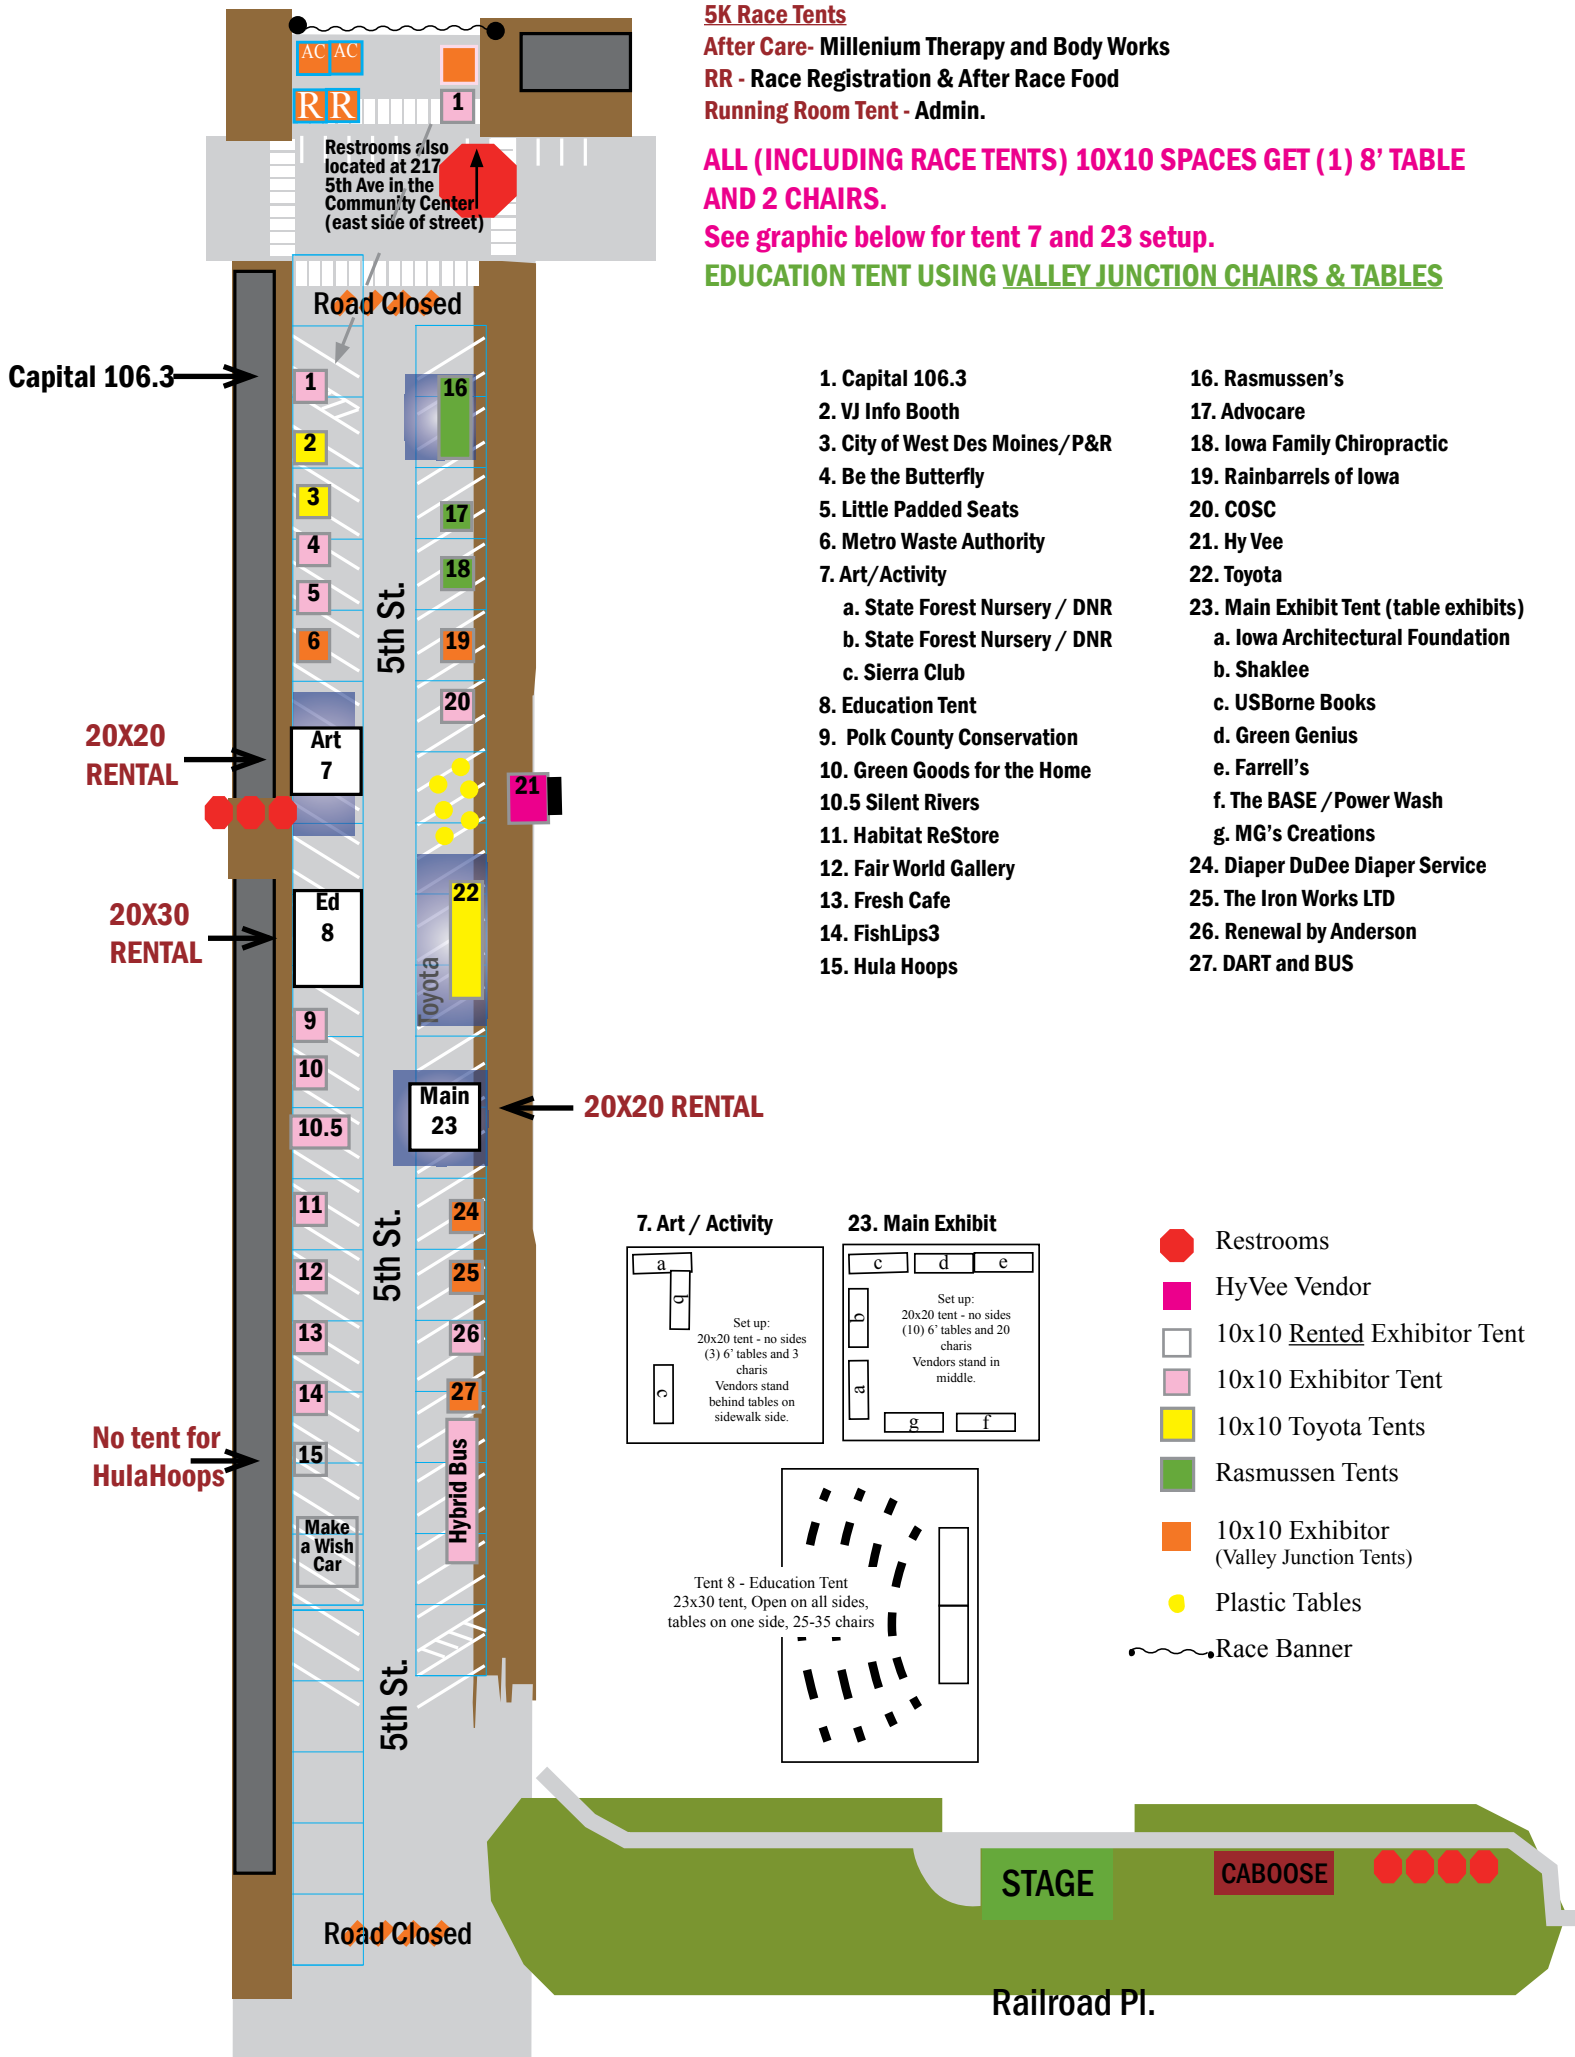 5K Race Tents
After Care- Millenium Therapy and Body Works
RR - Race Registration & After Race Food
Running Room Tent - Admin.
ALL (INCLUDING RACE TENTS) 10X10 SPACES GET (1) 8’ TABLE
AND 2 CHAIRS.
See graphic below for tent 7 and 23 setup.
EDUCATION TENT USING VALLEY JUNCTION CHAIRS & TABLES
AC AC
R R
1
Restrooms also
located at 217
5th Ave in the
Community Center
(east side of street)
Road Closed
Capital 106.3
1
2
3
4
5
6
Art
7
Ed
8
9
10
10.5
11
12
13
14
15
Make
a Wish
Car
16
17
18
19
20
21
22
Toyota
Main
23
24
25
26
27
Hybrid Bus
5th St.
5th St.
5th St.
20X20
RENTAL
20X30
RENTAL
20X20 RENTAL
No tent for
HulaHoops
Road Closed
1. Capital 106.3
2. VJ Info Booth
3. City of West Des Moines/P&R
4. Be the Butterfly
5. Little Padded Seats
6. Metro Waste Authority
7. Art/Activity
a. State Forest Nursery / DNR
b. State Forest Nursery / DNR
c. Sierra Club
8. Education Tent
9. Polk County Conservation
10. Green Goods for the Home
10.5 Silent Rivers
11. Habitat ReStore
12. Fair World Gallery
13. Fresh Cafe
14. FishLips3
15. Hula Hoops
16. Rasmussen’s
17. Advocare
18. Iowa Family Chiropractic
19. Rainbarrels of Iowa
20. COSC
21. Hy Vee
22. Toyota
23. Main Exhibit Tent (table exhibits)
a. Iowa Architectural Foundation
b. Shaklee
c. USBorne Books
d. Green Genius
e. Farrell’s
f. The BASE /Power Wash
g. MG’s Creations
24. Diaper DuDee Diaper Service
25. The Iron Works LTD
26. Renewal by Anderson
27. DART and BUS
7. Art / Activity
a
b
c
Set up:
20x20 tent - no sides
(3) 6’ tables and 3
charis
Vendors stand
behind tables on
sidewalk side.
23. Main Exhibit
c d e
b
a
g f
Set up:
20x20 tent - no sides
(10) 6’ tables and 20
charis
Vendors stand in
middle.
Tent 8 - Education Tent
23x30 tent, Open on all sides,
tables on one side, 25-35 chairs
Restrooms
HyVee Vendor
10x10 Rented Exhibitor Tent
10x10 Exhibitor Tent
10x10 Toyota Tents
Rasmussen Tents
10x10 Exhibitor
(Valley Junction Tents)
Plastic Tables
Race Banner
STAGE
CABOOSE
Railroad Pl.